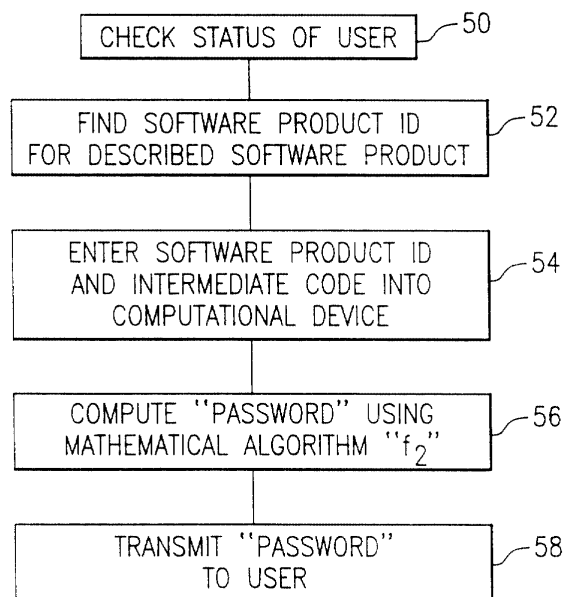 CHECK STATUS OF USER
50
FIND SOFTWARE PRODUCT ID
FOR DESCRIBED SOFTWARE PRODUCT
52
ENTER SOFTWARE PRODUCT ID
AND INTERMEDIATE CODE INTO
COMPUTATIONAL DEVICE
54
COMPUTE "PASSWORD" USING
MATHEMATICAL ALGORITHM "f₂"
56
TRANSMIT "PASSWORD"
TO USER
58